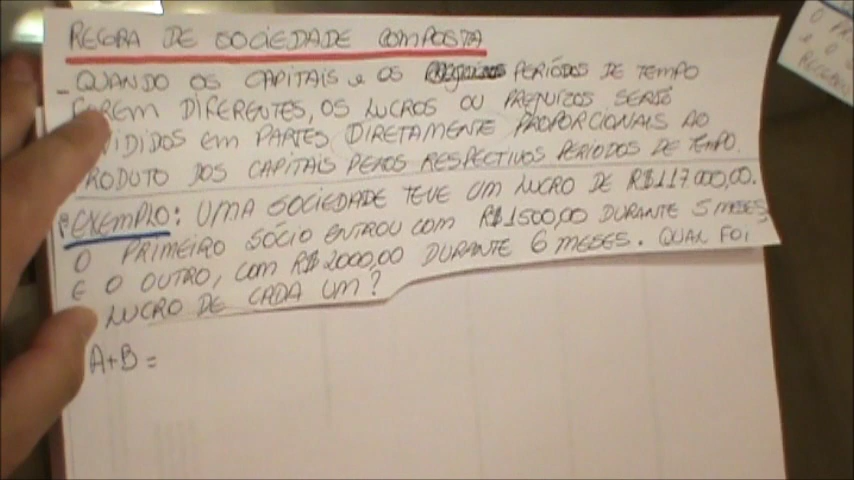 REGRA DE SOCIEDADE COMPOSTA
- QUANDO OS CAPITAIS e OS PERIÓDOS DE TEMPO
FOREM DIFERENTES, OS LUCROS OU PREJUIZOS SERÃO
DIVIDIDOS em PARTES DIRETAMENTE PROPORCIONAIS AO
PRODUTO DOS CAPITAIS PELOS RESPECTIVOS PERIODOS DE TEMPO.
EXEMPLO: UMA SOCIEDADE TEVE UM LUCRO DE R$117.000,00.
O PRIMEIRO SÓCIO ENTROU COM R$1500,00 DURANTE 5 MESES
E O OUTRO, COM R$2000,00 DURANTE 6 MESES. QUAL FOI
LUCRO DE CADA UM?
A+B =